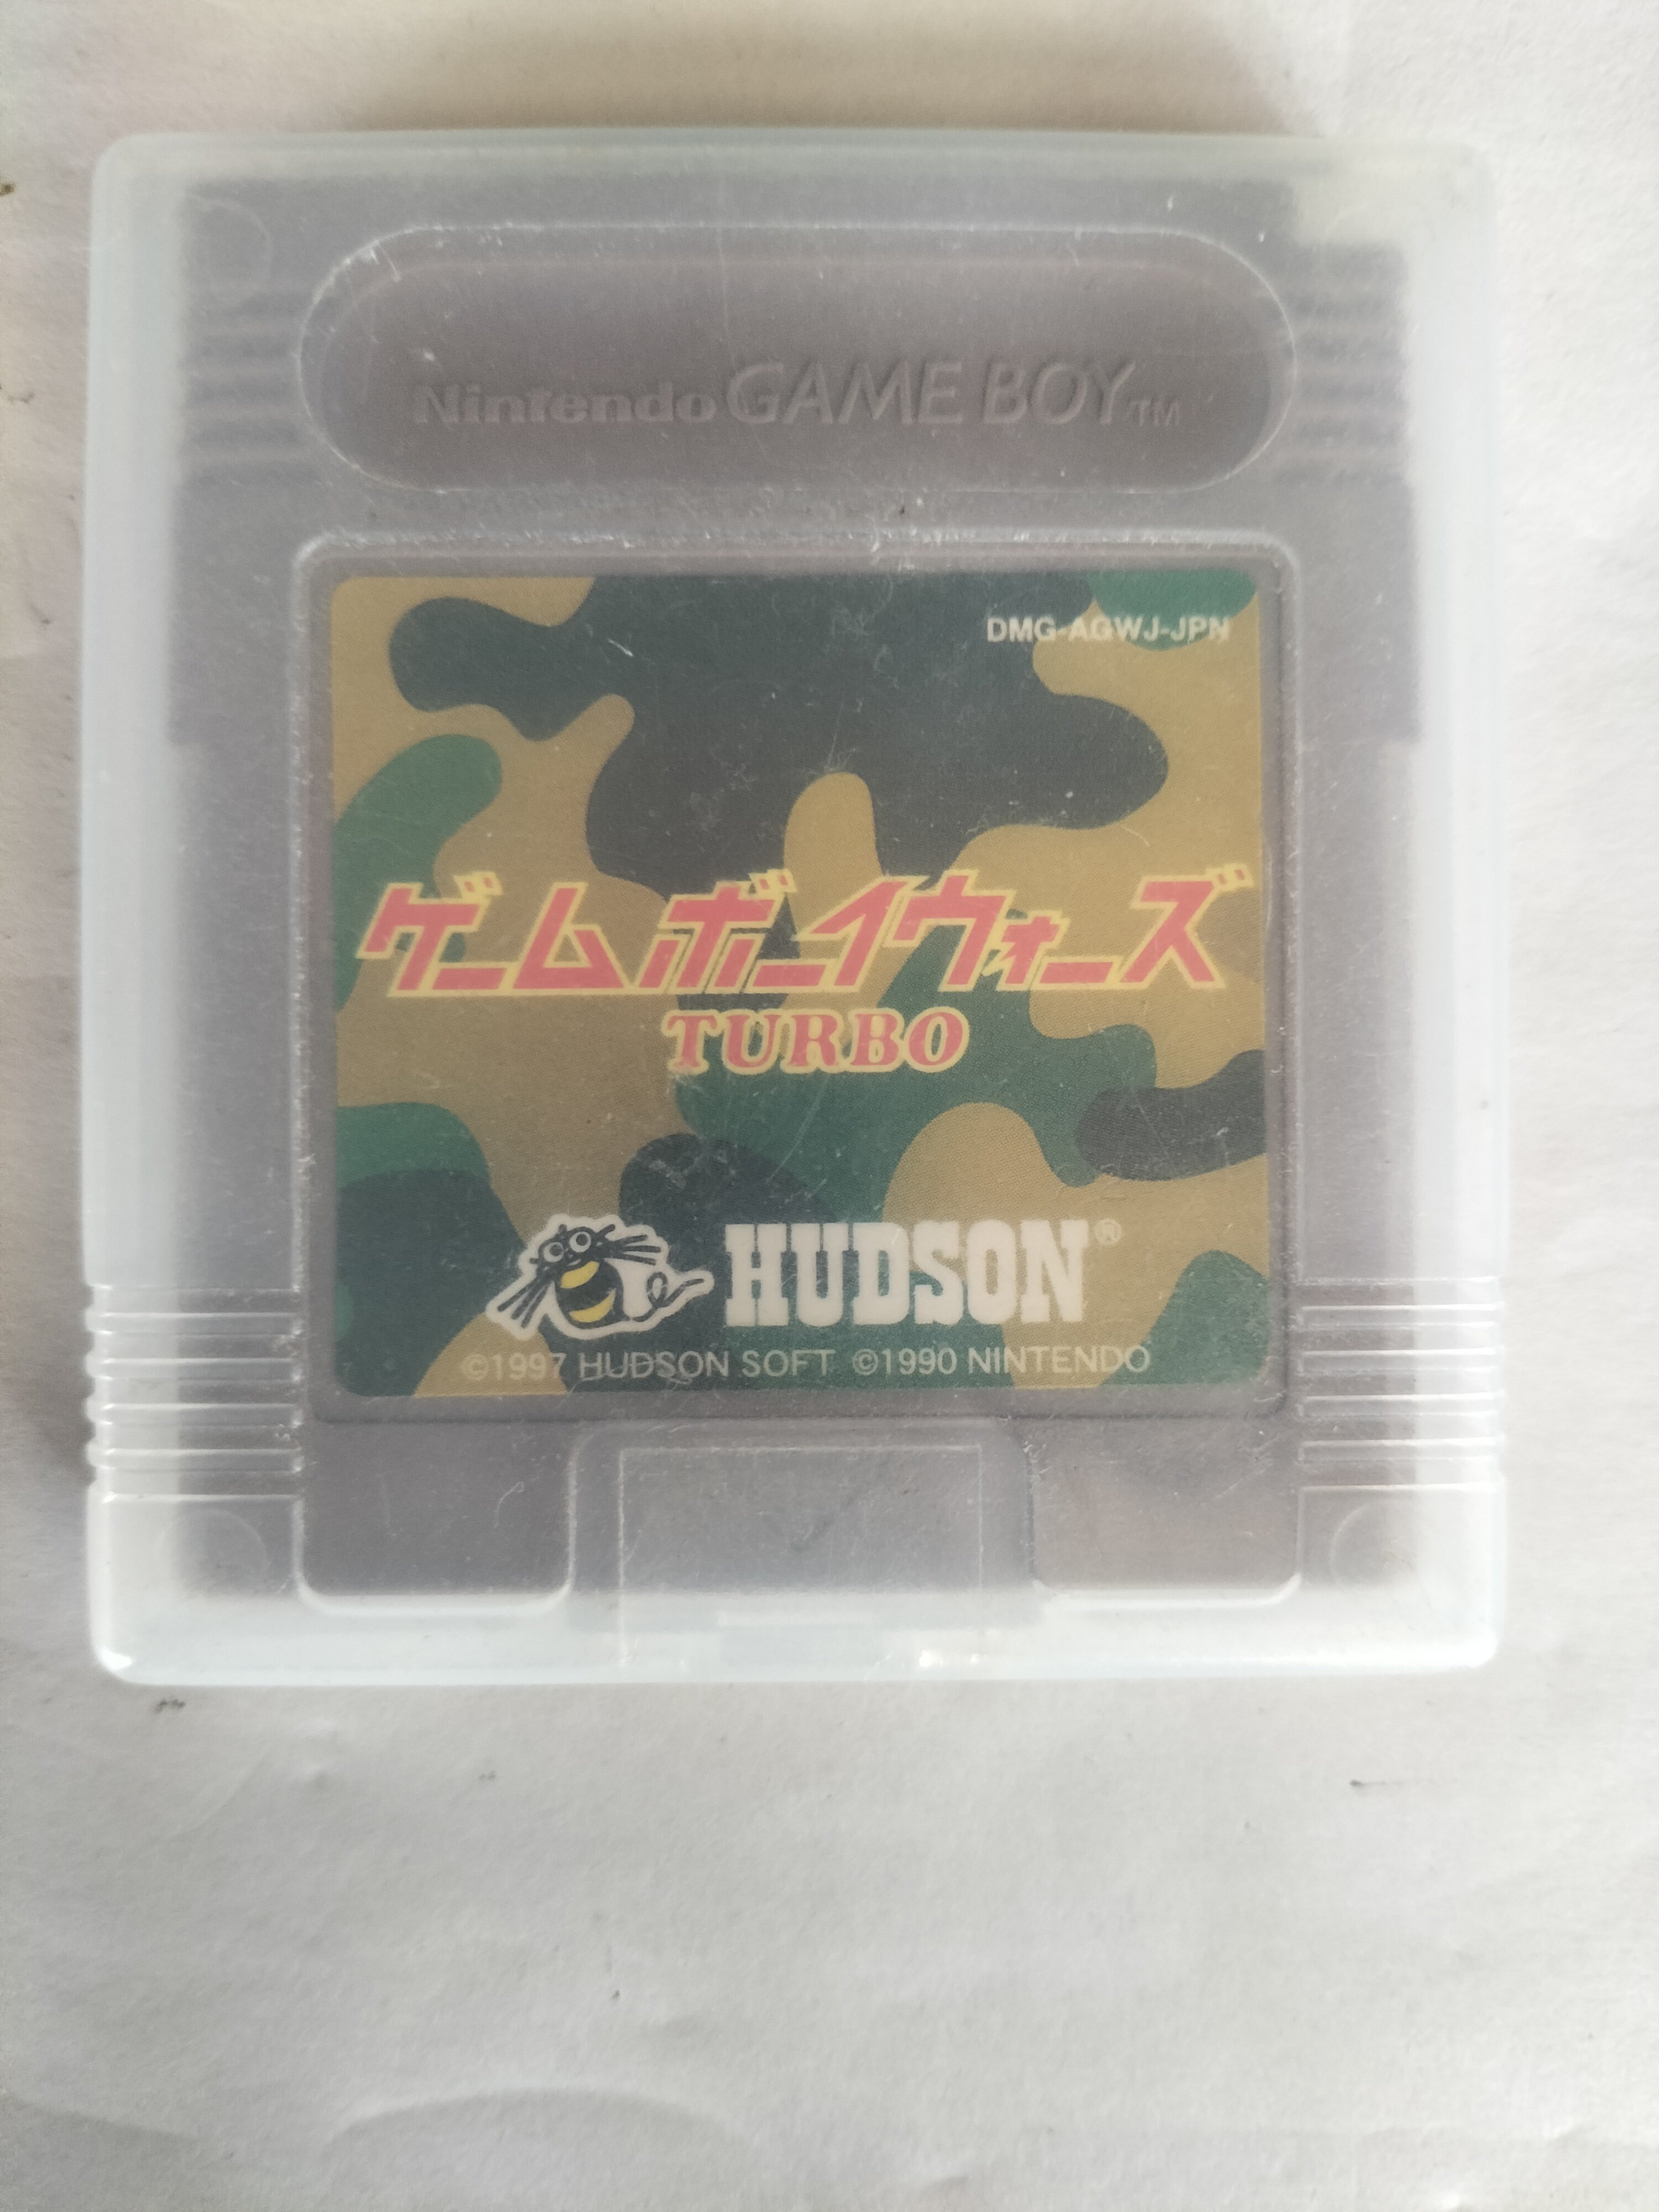 Nintendo GAME BOY™
DMG-AGWJ-JPN
ゲームボーイウォーズ
TURBO
HUDSON®
©1997 HUDSON SOFT ©1990 NINTENDO